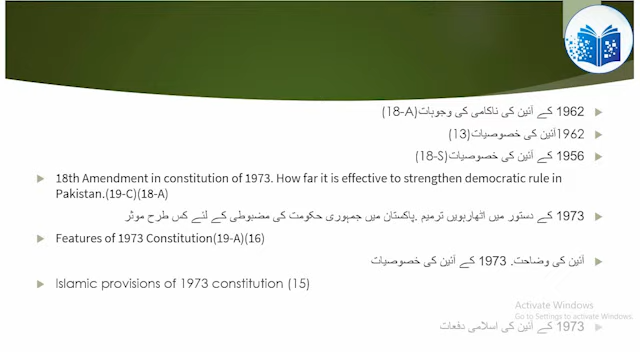 1962 کے آئین کی ناکامی کی وجوہات(18-A)
1962آئین کی خصوصیات(13)
1956 کے آئین کی خصوصیات(18-S)
18th Amendment in constitution of 1973. How far it is effective to strengthen democratic rule in
Pakistan.(19-C)(18-A)
1973 کے دستور میں اٹھارہویں ترمیم .پاکستان میں جمہوری حکومت کی مضبوطی کے لئے کس طرح موثر
Features of 1973 Constitution(19-A)(16)
آئین کی وضاحت. 1973 کے آئین کی خصوصیات
Islamic provisions of 1973 constitution (15)
Activate Windows
Go to Settings to activate Windows.
1973 کے آئین کی اسلامی دفعات